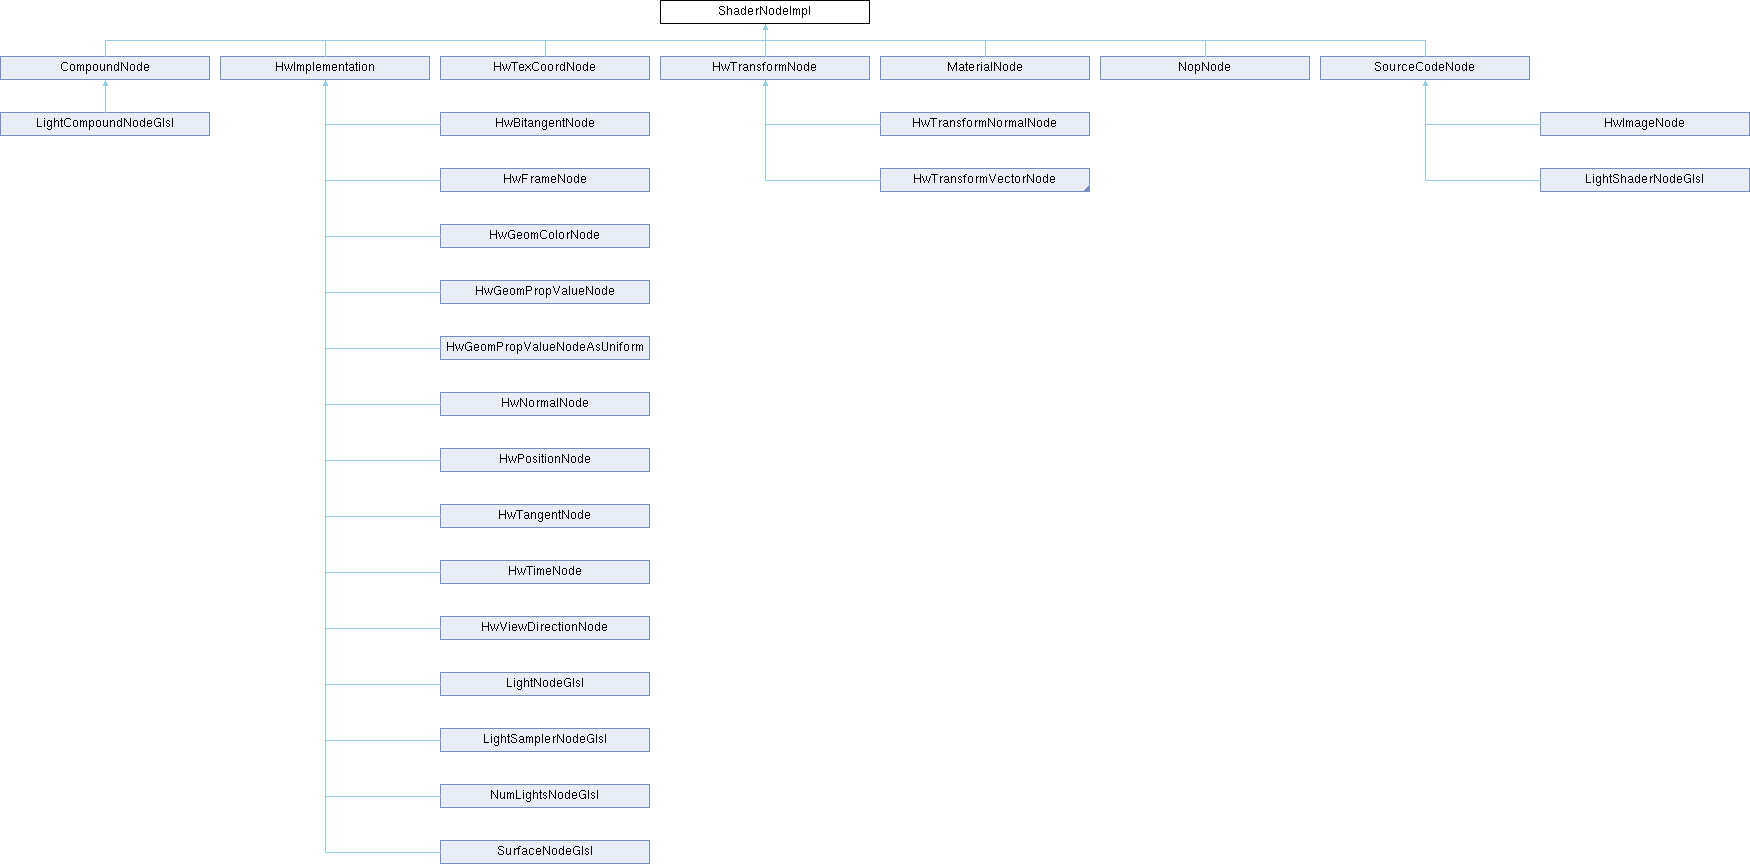 ShaderNodeImpl
CompoundNode
HwImplementation
HwTexCoordNode
HwTransformNode
MaterialNode
NopNode
SourceCodeNode
LightCompoundNodeGlsl
HwBitangentNode
HwTransformNormalNode
HwImageNode
HwFrameNode
HwTransformVectorNode
LightShaderNodeGlsl
HwGeomColorNode
HwGeomPropValueNode
HwGeomPropValueNodeAsUniform
HwNormalNode
HwPositionNode
HwTangentNode
HwTimeNode
HwViewDirectionNode
LightNodeGlsl
LightSamplerNodeGlsl
NumLightsNodeGlsl
SurfaceNodeGlsl